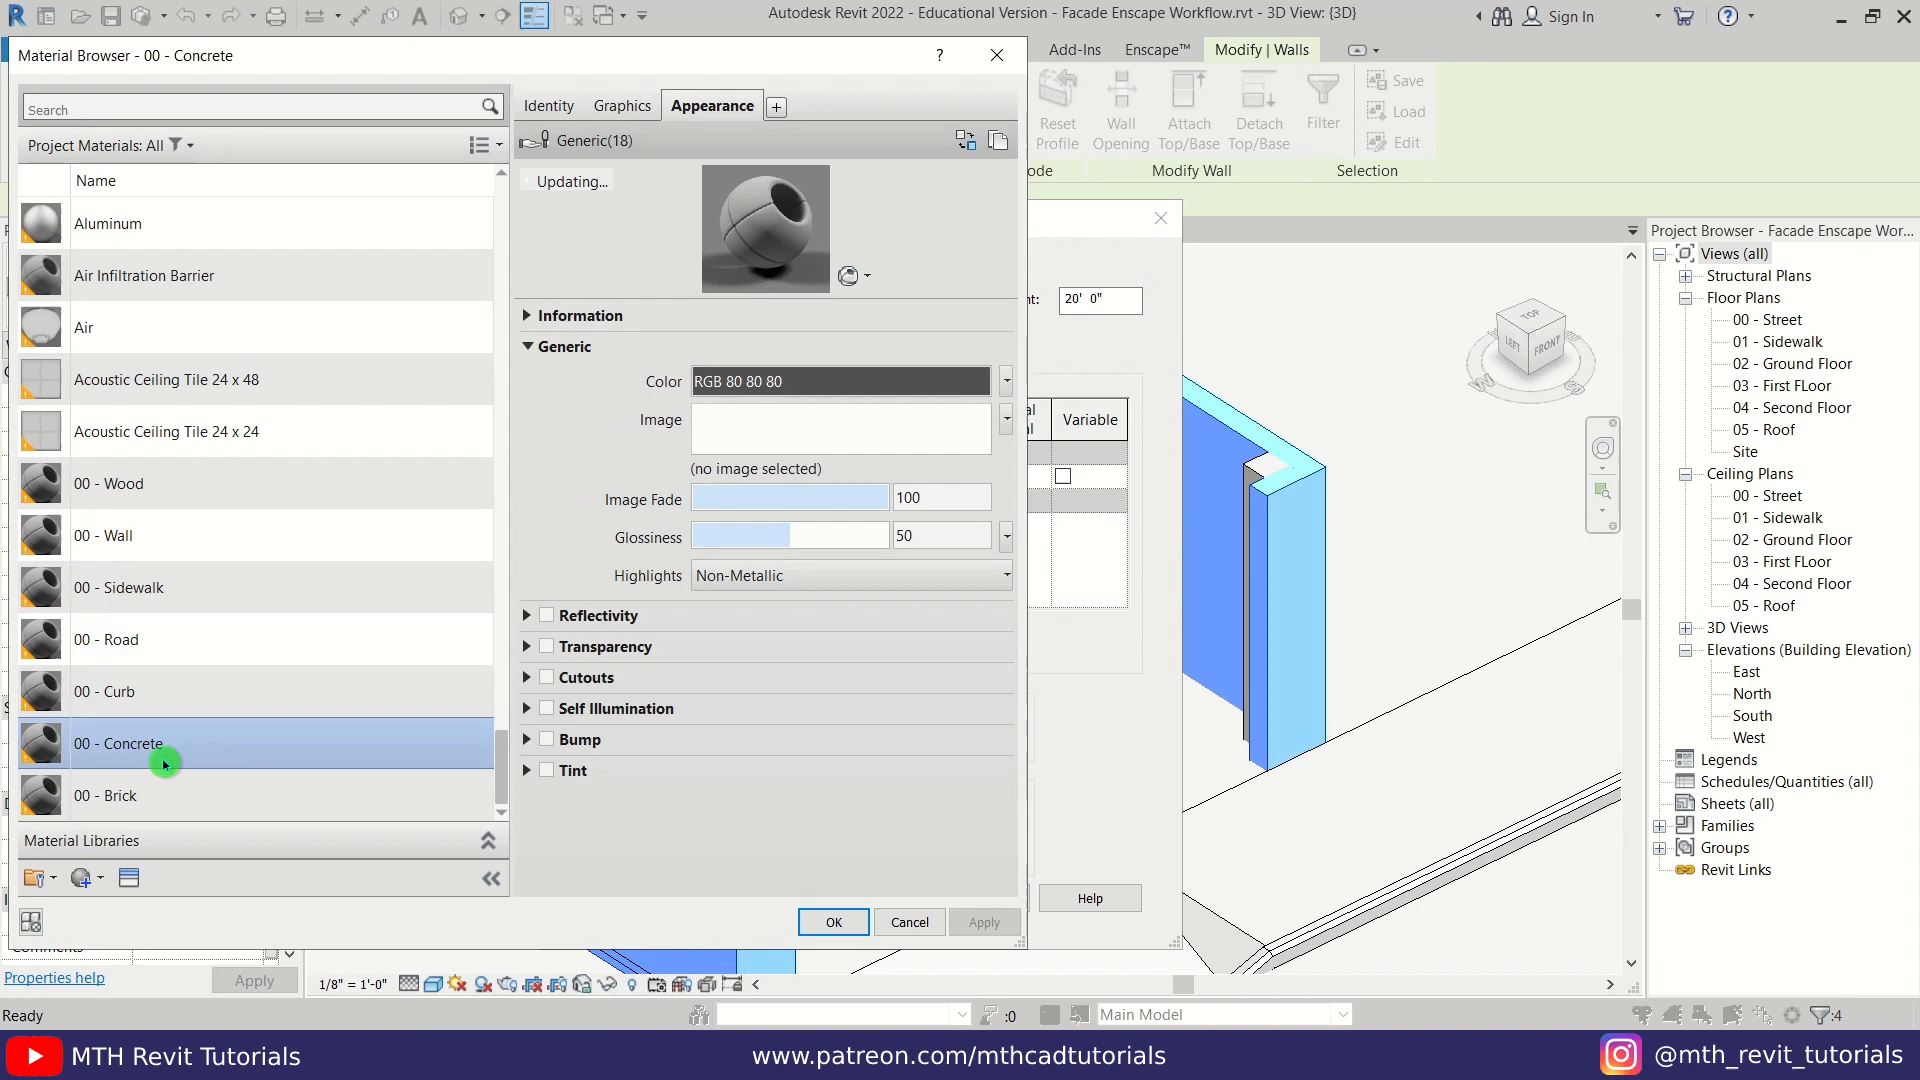 Autodesk Revit 2022 - Educational Version - Facade Enscape Workflow.rvt - 3D View: {3D}
Sign In
Add-Ins
Enscape™
Modify | Walls
Reset Profile
Wall Opening
Attach Top/Base
Detach Top/Base
Filter
Save
Load
Edit
ode
Modify Wall
Selection
Material Browser - 00 - Concrete
?
Search
Project Materials: All
Name
Aluminum
Air Infiltration Barrier
Air
Acoustic Ceiling Tile 24 x 48
Acoustic Ceiling Tile 24 x 24
00 - Wood
00 - Wall
00 - Sidewalk
00 - Road
00 - Curb
00 - Concrete
00 - Brick
Material Libraries
Identity
Graphics
Appearance
+
Generic(18)
Updating...
Information
Generic
Color
RGB 80 80 80
Image
(no image selected)
Image Fade
100
Glossiness
50
Highlights
Non-Metallic
Reflectivity
Transparency
Cutouts
Self Illumination
Bump
Tint
OK
Cancel
Apply
20' 0"
Variable
Help
TOP
LEFT
FRONT
W
S
Project Browser - Facade Enscape Wor...
Views (all)
Structural Plans
Floor Plans
00 - Street
01 - Sidewalk
02 - Ground Floor
03 - First FLoor
04 - Second Floor
05 - Roof
Site
Ceiling Plans
00 - Street
01 - Sidewalk
02 - Ground Floor
03 - First FLoor
04 - Second Floor
05 - Roof
3D Views
Elevations (Building Elevation)
East
North
South
West
Legends
Schedules/Quantities (all)
Sheets (all)
Families
Groups
Revit Links
Properties help
Apply
1/8" = 1'-0"
Ready
:0
Main Model
:4
MTH Revit Tutorials
www.patreon.com/mthcadtutorials
@mth_revit_tutorials